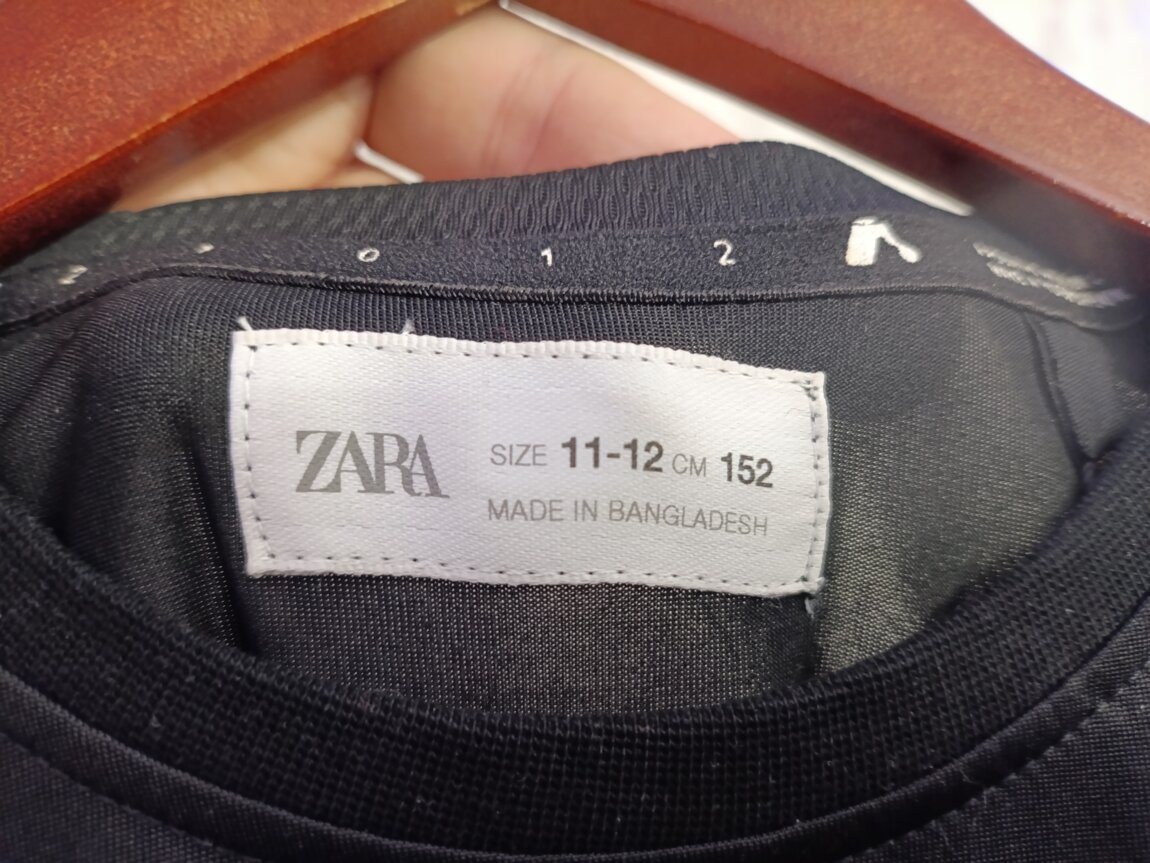 0 1 2
ZARA
SIZE 11-12 CM 152
MADE IN BANGLADESH